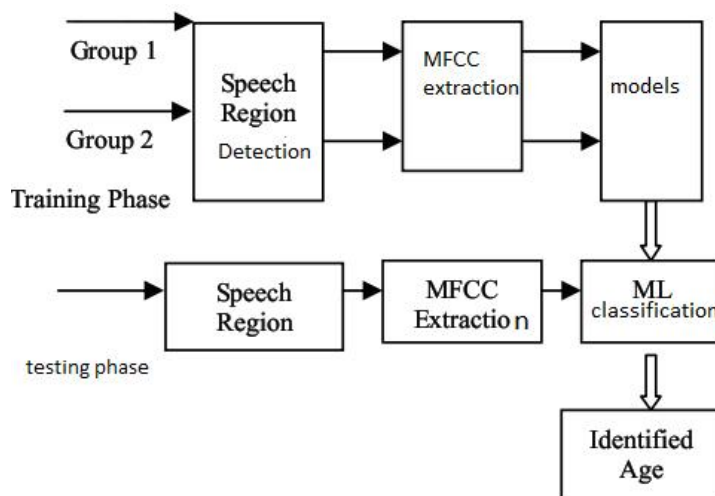 Group 1
Group 2
Speech
Region
Detection
MFCC
extraction
models
Training Phase
Speech
Region
MFCC
Extraction
ML
classification
testing phase
Identified
Age